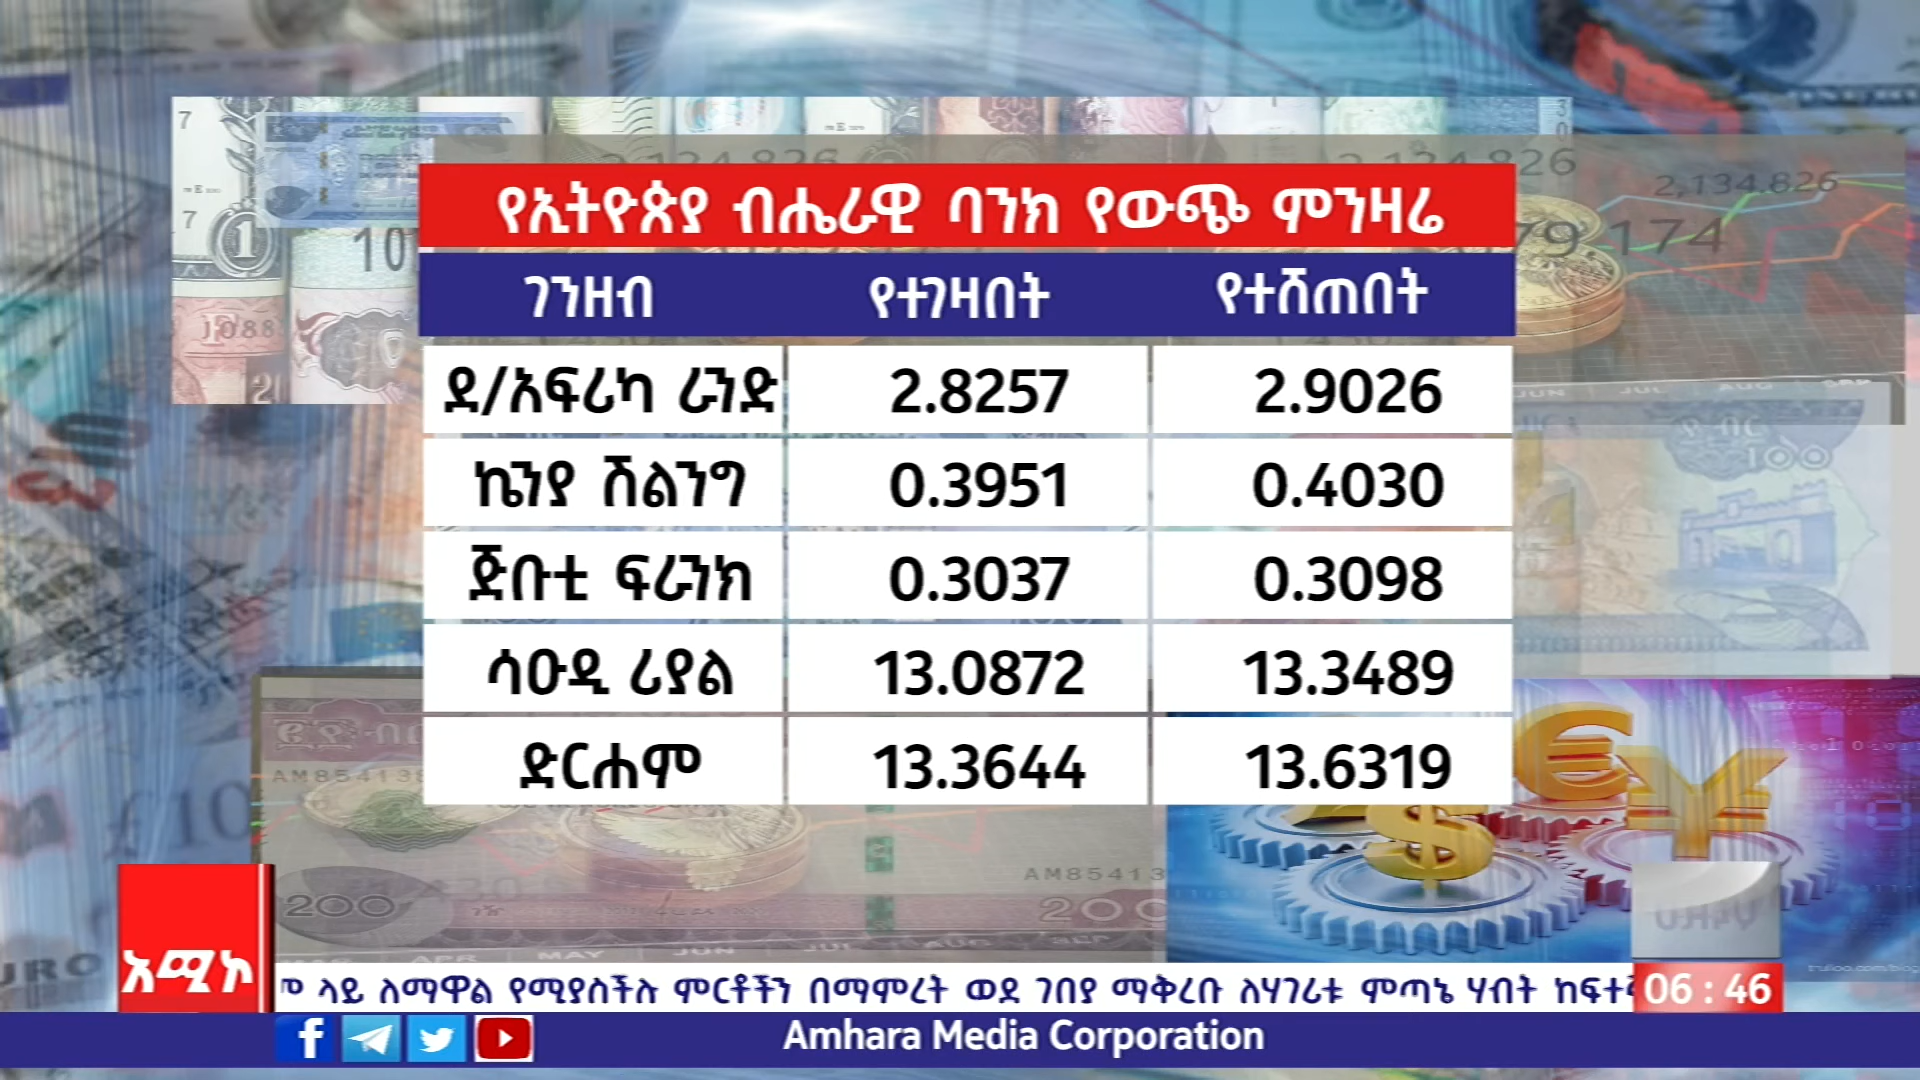 የኢትዮጵያ ብሔራዊ ባንክ የውጭ ምንዛሬ
ገንዘብ የተገዛበት የተሸጠበት
ደ/አፍሪካ ራንድ 2.8257 2.9026
ኬንያ ሽልንግ 0.3951 0.4030
ጅቡቲ ፍራንክ 0.3037 0.3098
ሳዑዲ ሪያል 13.0872 13.3489
ድርሐም 13.3644 13.6319
አሚኮ
ላይ ለማዋል የሚያስችሉ ምርቶችን በማምረት ወደ ገበያ ማቅረቡ ለሃገሪቱ ምጣኔ ሃብት 06 : 46
Amhara Media Corporation